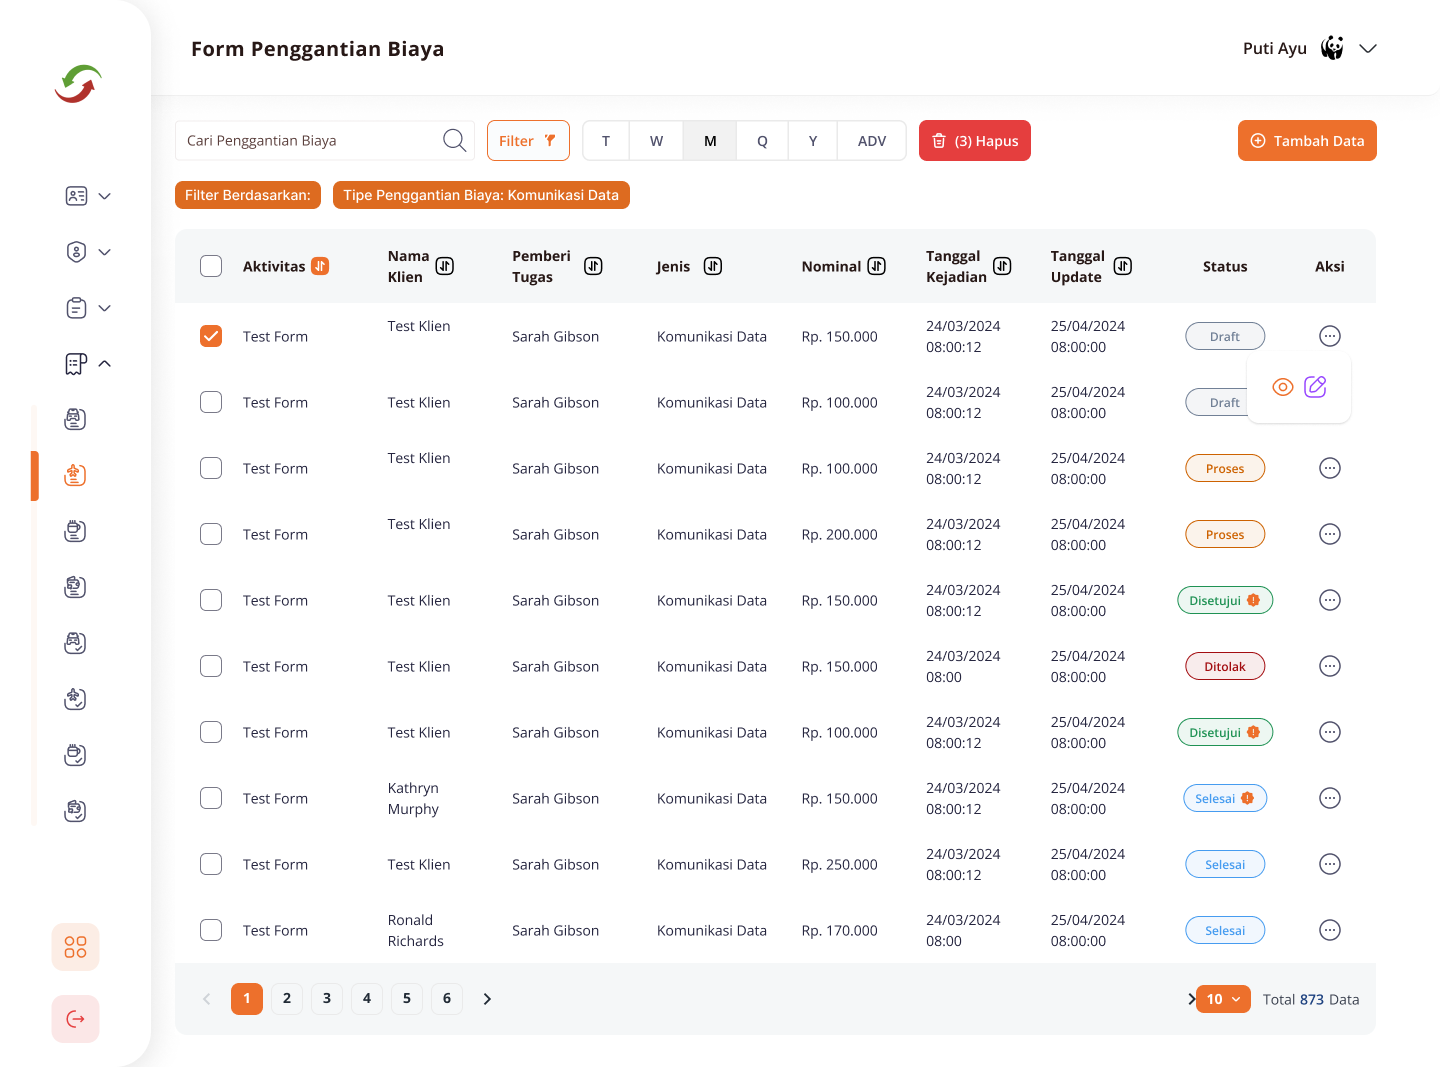 Form Penggantian Biaya
Puti Ayu
Cari Penggantian Biaya
Filter
T W M Q Y ADV
(3) Hapus
Tambah Data
Filter Berdasarkan:
Tipe Penggantian Biaya: Komunikasi Data
Aktivitas Nama Klien Pemberi Tugas Jenis Nominal Tanggal Kejadian Tanggal Update Status Aksi
Test Form Test Klien Sarah Gibson Komunikasi Data Rp. 150.000 24/03/2024 08:00:12 25/04/2024 08:00:00 Draft
Test Form Test Klien Sarah Gibson Komunikasi Data Rp. 100.000 24/03/2024 08:00:12 25/04/2024 08:00:00 Draft
Test Form Test Klien Sarah Gibson Komunikasi Data Rp. 100.000 24/03/2024 08:00:12 25/04/2024 08:00:00 Proses
Test Form Test Klien Sarah Gibson Komunikasi Data Rp. 200.000 24/03/2024 08:00:12 25/04/2024 08:00:00 Proses
Test Form Test Klien Sarah Gibson Komunikasi Data Rp. 150.000 24/03/2024 08:00:12 25/04/2024 08:00:00 Disetujui
Test Form Test Klien Sarah Gibson Komunikasi Data Rp. 150.000 24/03/2024 08:00 25/04/2024 08:00:00 Ditolak
Test Form Test Klien Sarah Gibson Komunikasi Data Rp. 100.000 24/03/2024 08:00:12 25/04/2024 08:00:00 Disetujui
Test Form Kathryn Murphy Sarah Gibson Komunikasi Data Rp. 150.000 24/03/2024 08:00:12 25/04/2024 08:00:00 Selesai
Test Form Test Klien Sarah Gibson Komunikasi Data Rp. 250.000 24/03/2024 08:00:12 25/04/2024 08:00:00 Selesai
Test Form Ronald Richards Sarah Gibson Komunikasi Data Rp. 170.000 24/03/2024 08:00 25/04/2024 08:00:00 Selesai
1 2 3 4 5 6
10 Total 873 Data